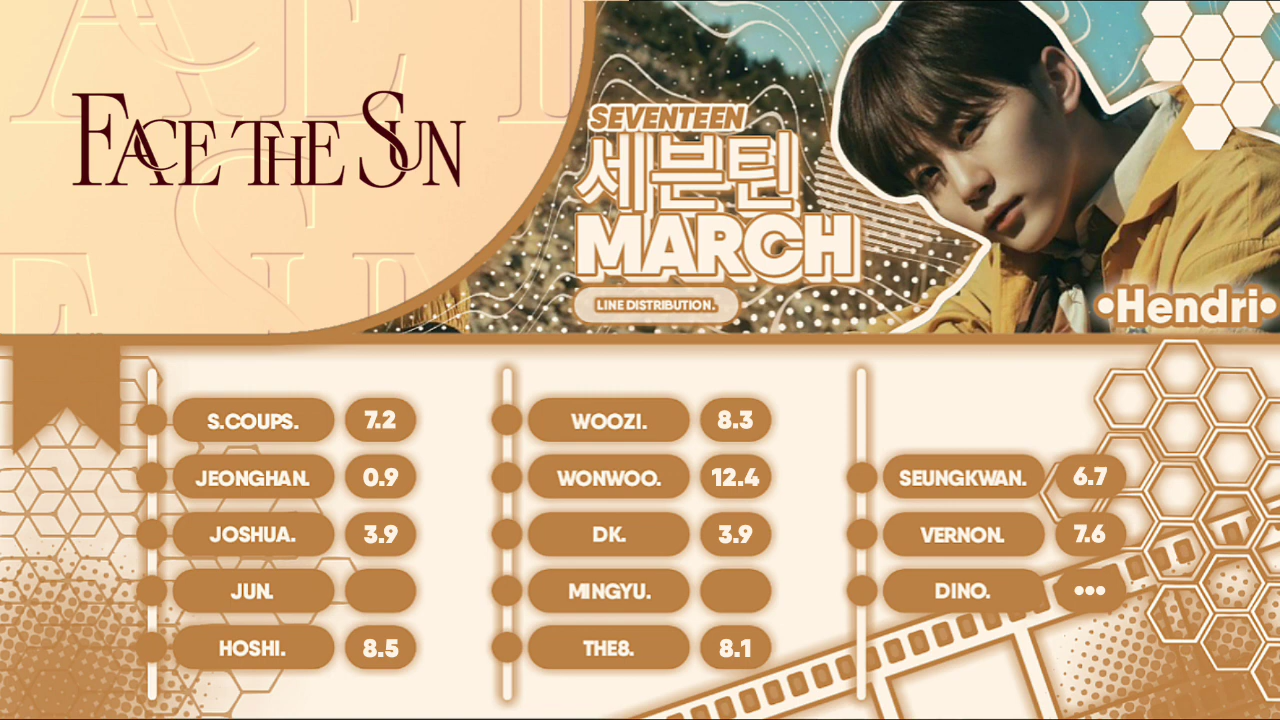 FACE THE SUN
SEVENTEEN
세븐틴
MARCH
LINE DISTRIBUTION.
•Hendri•
S.COUPS. 7.2
JEONGHAN. 0.9
JOSHUA. 3.9
JUN.
HOSHI. 8.5
WOOZI. 8.3
WONWOO. 12.4
DK. 3.9
MINGYU.
THE8. 8.1
SEUNGKWAN. 6.7
VERNON. 7.6
DINO. •••